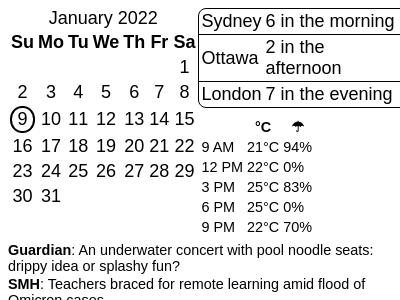 January 2022
Su Mo Tu We Th Fr Sa
1
2 3 4 5 6 7 8
9 10 11 12 13 14 15
16 17 18 19 20 21 22
23 24 25 26 27 28 29
30 31
Sydney 6 in the morning
Ottawa 2 in the
afternoon
London 7 in the evening
°C ☂
9 AM 21°C 94%
12 PM 22°C 0%
3 PM 25°C 83%
6 PM 25°C 0%
9 PM 22°C 70%
Guardian: An underwater concert with pool noodle seats:
drippy idea or splashy fun?
SMH: Teachers braced for remote learning amid flood of
Omicron cases